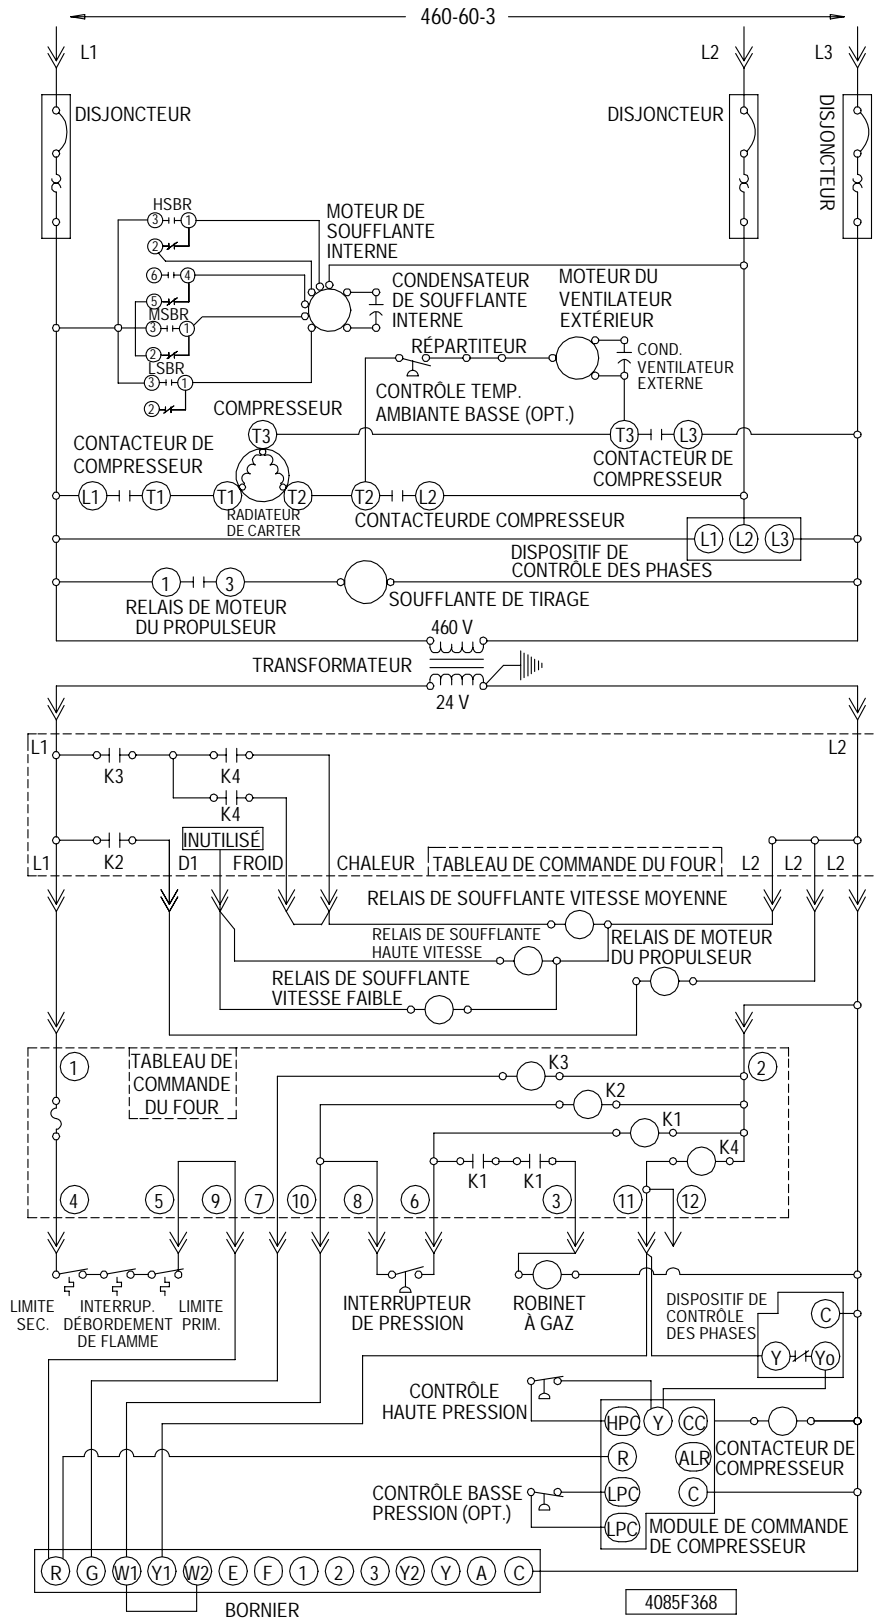 460-60-3
L1
L2
L3
DISJONCTEUR
DISJONCTEUR
DISJONCTEUR
HSBR
3
1
2
6
4
5
MSBR
3
1
2
LSBR
3
1
2
MOTEUR DE
SOUFFLANTE
INTERNE
CONDENSATEUR
DE SOUFFLANTE
INTERNE
MOTEUR DU
VENTILATEUR
EXTÉRIEUR
RÉPARTITEUR
COND.
VENTILATEUR
EXTERNE
CONTRÔLE TEMP.
AMBIANTE BASSE (OPT.)
COMPRESSEUR
T3
T3
L3
CONTACTEUR DE
COMPRESSEUR
CONTACTEUR DE
COMPRESSEUR
L1
T1
T1
T2
T2
L2
RADIATEUR
DE CARTER
CONTACTEURDE COMPRESSEUR
L1
L2
L3
DISPOSITIF DE
CONTRÔLE DES PHASES
1
3
RELAIS DE MOTEUR
DU PROPULSEUR
SOUFFLANTE DE TIRAGE
460 V
TRANSFORMATEUR
24 V
L1
L2
K3
K4
K4
K2
INUTILISÉ
L1
D1
FROID
CHALEUR
TABLEAU DE COMMANDE DU FOUR
L2
L2
L2
RELAIS DE SOUFFLANTE VITESSE MOYENNE
RELAIS DE SOUFFLANTE
HAUTE VITESSE
RELAIS DE MOTEUR
DU PROPULSEUR
RELAIS DE SOUFFLANTE
VITESSE FAIBLE
1
TABLEAU DE
COMMANDE
DU FOUR
2
K3
K2
K1
K4
K1
K1
4
5
9
7
10
8
6
3
11
12
LIMITE
SEC.
INTERRUP.
DÉBORDEMENT
DE FLAMME
LIMITE
PRIM.
INTERRUPTEUR
DE PRESSION
ROBINET
À GAZ
DISPOSITIF DE
CONTRÔLE
DES PHASES
C
Y
Yo
CONTRÔLE
HAUTE PRESSION
HPC
Y
CC
R
ALR
CONTACTEUR DE
COMPRESSEUR
CONTRÔLE BASSE
PRESSION (OPT.)
LPC
C
LPC
MODULE DE COMMANDE
DE COMPRESSEUR
R
G
W1
Y1
W2
E
F
1
2
3
Y2
Y
A
C
BORNIER
4085F368